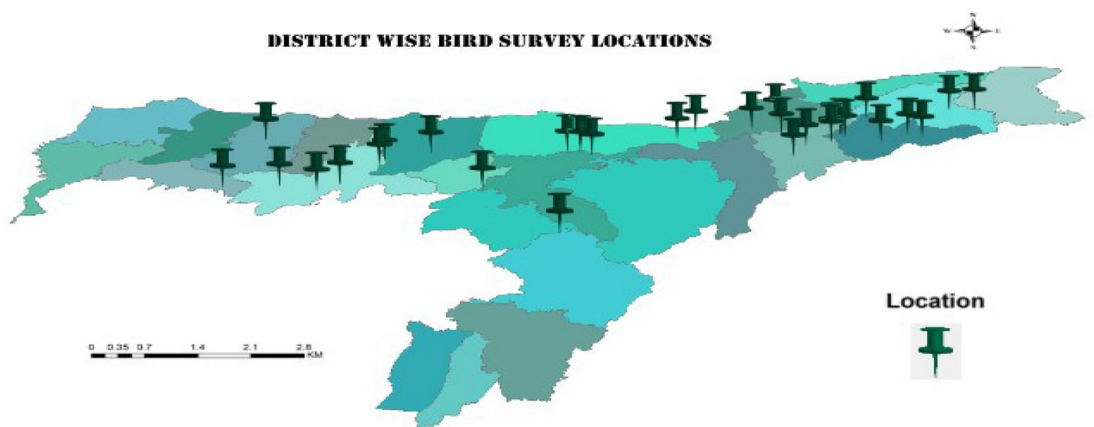 DISTRICT WISE BIRD SURVEY LOCATIONS
N
W E
S
Location
0 0.35 0.7 1.4 2.1 2.8
KM